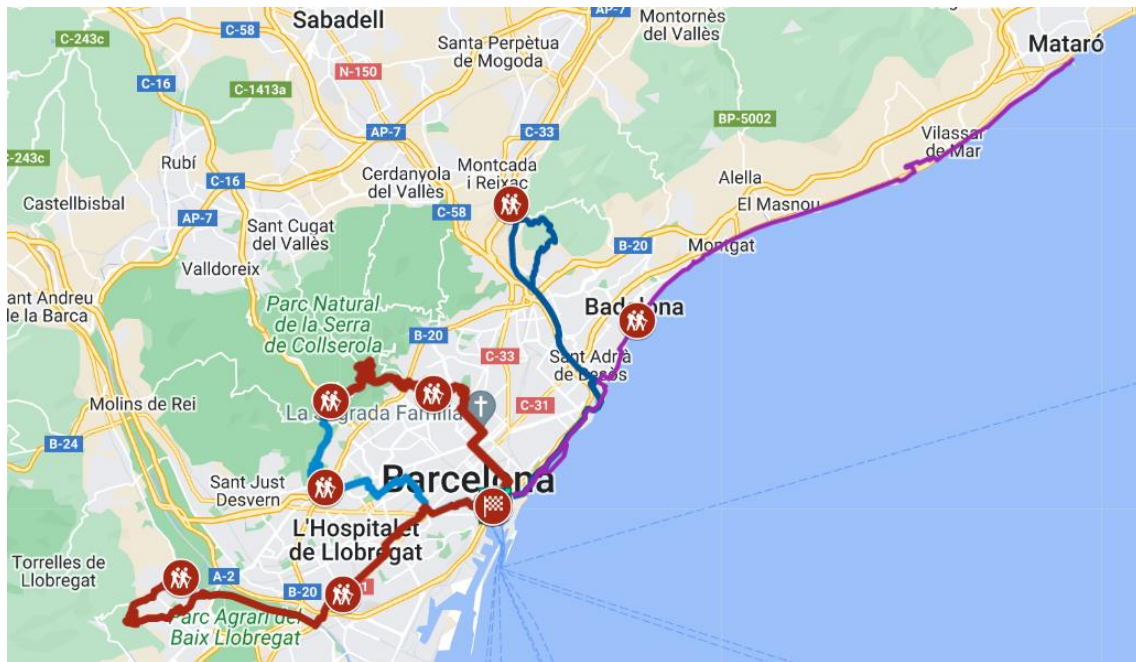 Sabadell
Montornès
del Vallès
AP-7
C-243c
C-58
Santa Perpètua
de Mogoda
Mataró
N-150
C-16
C-1413a
C-33
BP-5002
AP-7
Vilassar
de Mar
C-243c
Rubí
Montcada
i Reixac
Cerdanyola
del Vallès
C-16
Alella
Castellbisbal
El Masnou
C-58
AP-7
Sant Cugat
del Vallès
B-20
Montgat
Valldoreix
Sant Andreu
de la Barca
Parc Natural
de la Serra
de Collserola
Badalona
B-20
C-33
Sant Adrià
de Besòs
Molins de Rei
La Sagrada Família
C-31
B-24
Sant Just
Desvern
Barcelona
L'Hospitalet
de Llobregat
Torrelles de
Llobregat
A-2
B-20
Parc Agrari del
Baix Llobregat